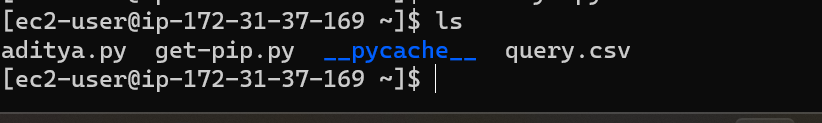 [ec2-user@ip-172-31-37-169 ~]$ ls
aditya.py  get-pip.py  __pycache__  query.csv
[ec2-user@ip-172-31-37-169 ~]$